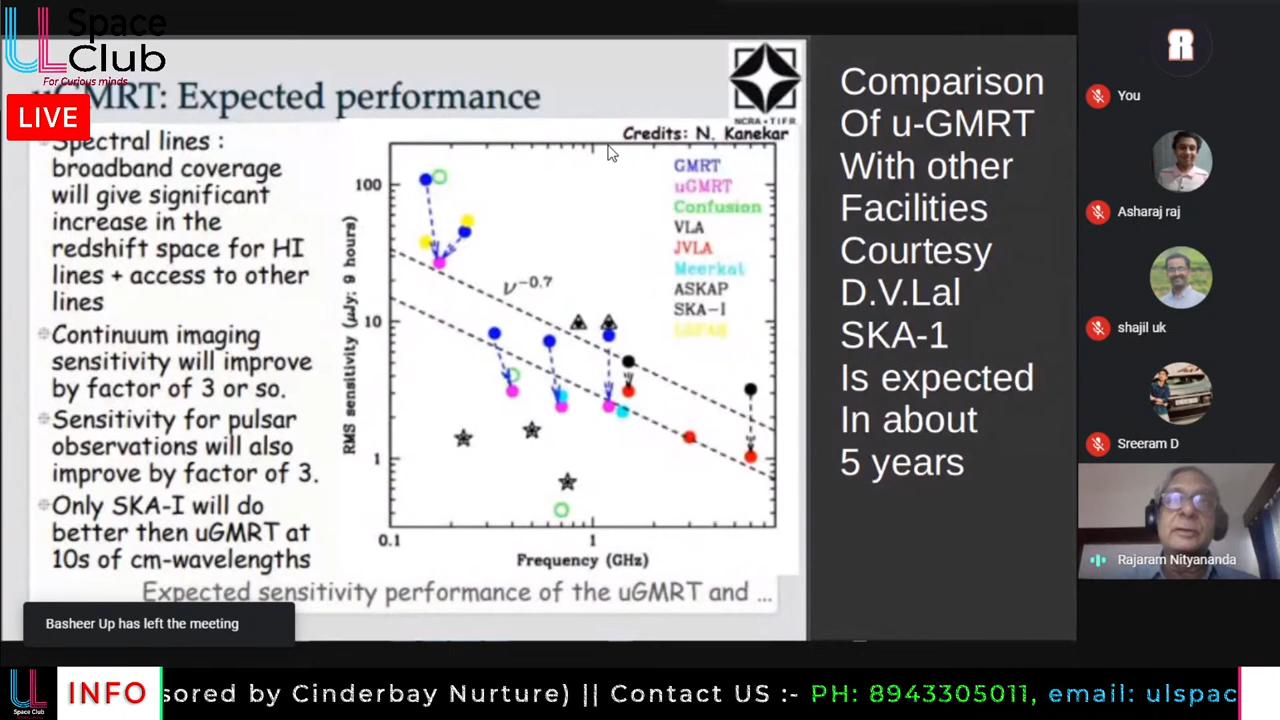 UL Space Club
For Curious minds
LIVE
uGMRT: Expected performance
NCRA • T.I.F.R.
Credits: N. Kanekar
Spectral lines :
broadband coverage
will give significant
increase in the
redshift space for HI
lines + access to other
lines
Continuum imaging
sensitivity will improve
by factor of 3 or so.
Sensitivity for pulsar
observations will also
improve by factor of 3.
Only SKA-I will do
better then uGMRT at
10s of cm-wavelengths
RMS sensitivity (μJy; 9 hours)
100
10
1
ν−0.7
GMRT
uGMRT
Confusion
VLA
JVLA
Meerkat
ASKAP
SKA-I
LOFAR
0.1
1
Frequency (GHz)
Expected sensitivity performance of the uGMRT and ...
Comparison
Of u-GMRT
With other
Facilities
Courtesy
D.V.Lal
SKA-1
Is expected
In about
5 years
You
Asharaj raj
shajil uk
Sreeram D
Rajaram Nityananda
Basheer Up has left the meeting
UL
Space Club
INFO
sored by Cinderbay Nurture) || Contact US :- PH: 8943305011, email: ulspac